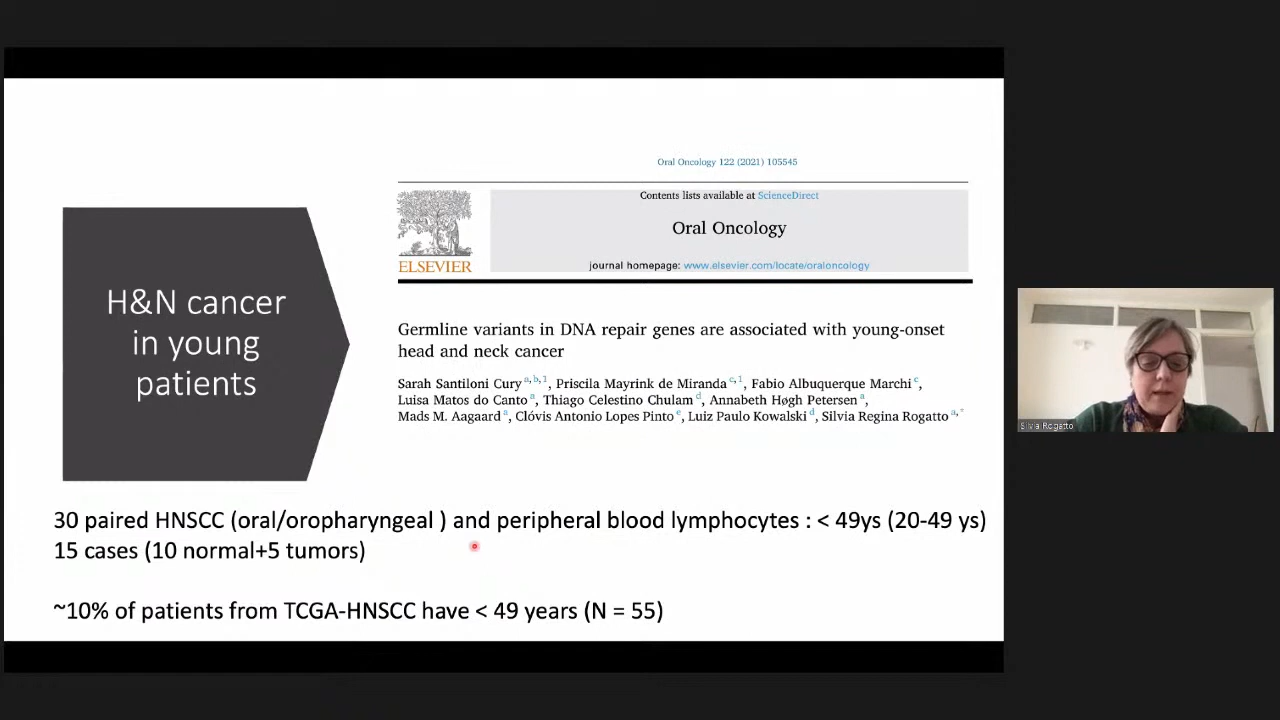 Oral Oncology 122 (2021) 105545
Contents lists available at ScienceDirect
Oral Oncology
ELSEVIER
journal homepage: www.elsevier.com/locate/oraloncology
H&N cancer
in young
patients
Germline variants in DNA repair genes are associated with young-onset
head and neck cancer
Sarah Santiloni Cury a,b,1, Priscila Mayrink de Miranda c,1, Fabio Albuquerque Marchi c,
Luisa Matos do Canto a, Thiago Celestino Chulam d, Annabeth Høgh Petersen a,
Mads M. Aagaard a, Clóvis Antonio Lopes Pinto e, Luiz Paulo Kowalski d, Silvia Regina Rogatto a,*
Silvia Rogatto
30 paired HNSCC (oral/oropharyngeal ) and peripheral blood lymphocytes : < 49ys (20-49 ys)
15 cases (10 normal+5 tumors)
~10% of patients from TCGA-HNSCC have < 49 years (N = 55)